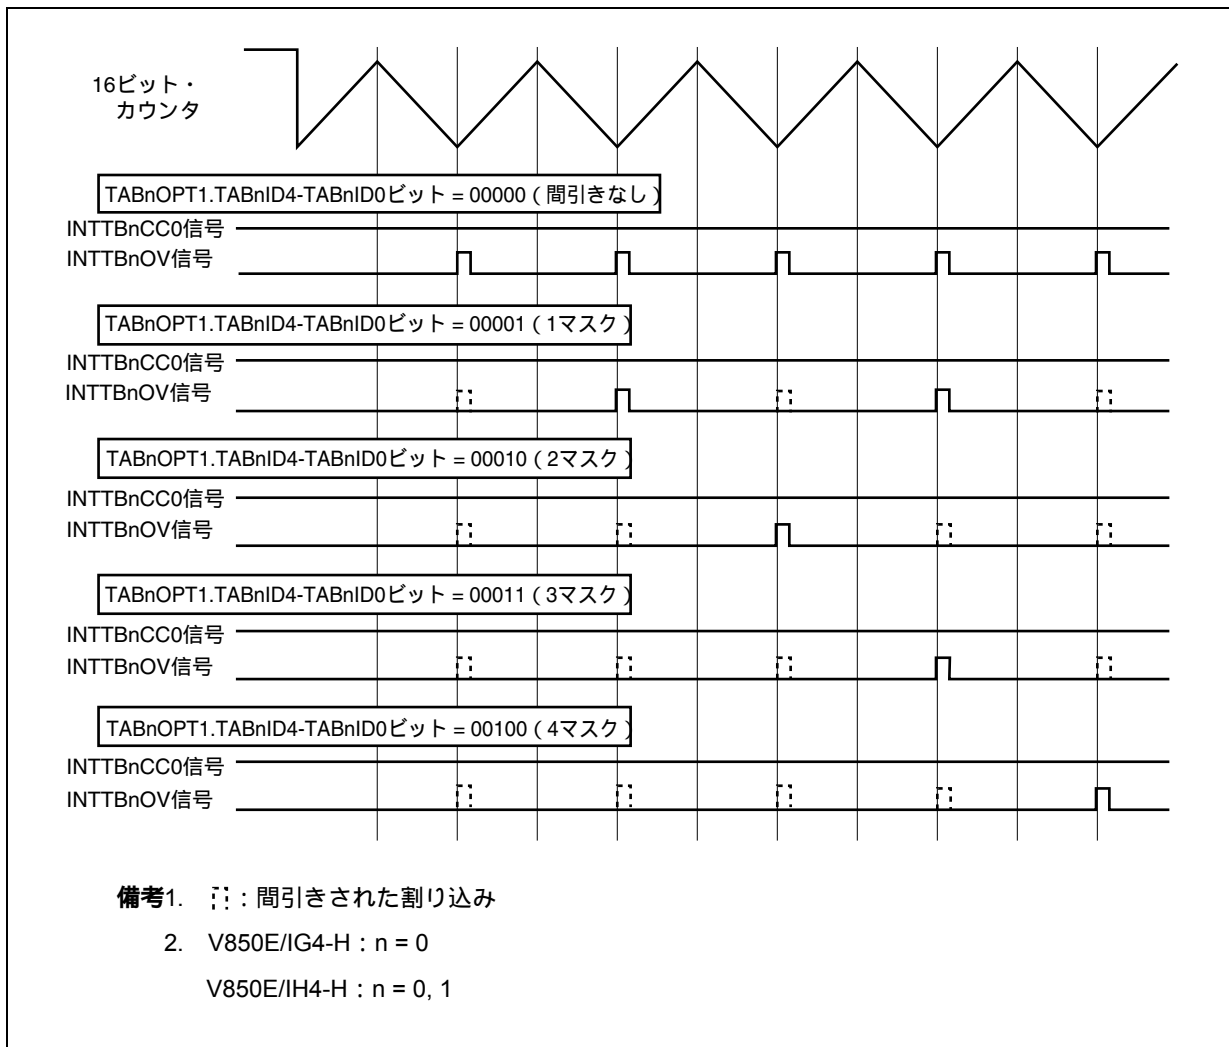 16ビット・
カウンタ
TABnOPT1.TABnID4-TABnID0ビット = 00000（間引きなし）
INTTBnCC0信号
INTTBnOV信号
TABnOPT1.TABnID4-TABnID0ビット = 00001（1マスク）
INTTBnCC0信号
INTTBnOV信号
TABnOPT1.TABnID4-TABnID0ビット = 00010（2マスク）
INTTBnCC0信号
INTTBnOV信号
TABnOPT1.TABnID4-TABnID0ビット = 00011（3マスク）
INTTBnCC0信号
INTTBnOV信号
TABnOPT1.TABnID4-TABnID0ビット = 00100（4マスク）
INTTBnCC0信号
INTTBnOV信号
備考1. ：間引きされた割り込み
2. V850E/IG4-H：n = 0
V850E/IH4-H：n = 0, 1